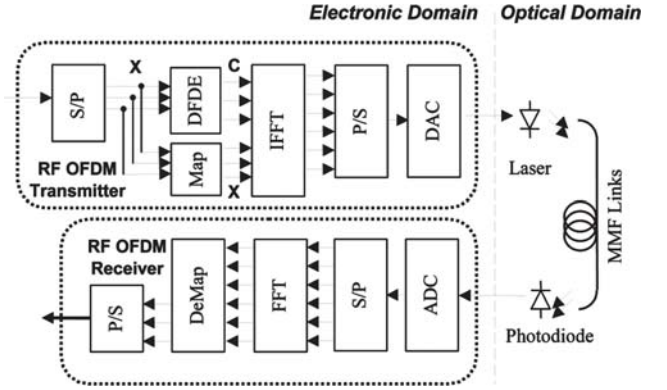 Electronic Domain
Optical Domain
X
C
S/P
DFDE
Map
X
IFFT
P/S
DAC
RF OFDM
Transmitter
Laser
MMF Links
RF OFDM
Receiver
P/S
DeMap
FFT
S/P
ADC
Photodiode